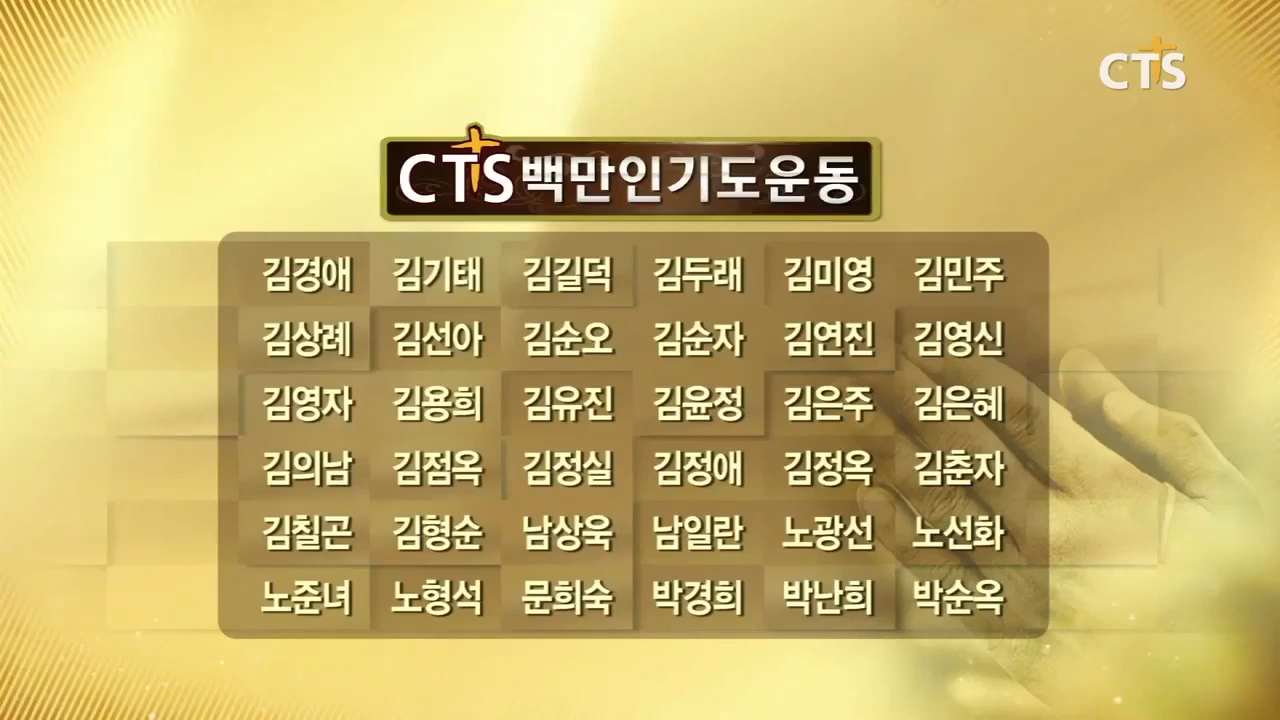 CTS
CTS백만인기도운동
김경애 김기태 김길덕 김두래 김미영 김민주
김상례 김선아 김순오 김순자 김연진 김영신
김영자 김용희 김유진 김윤정 김은주 김은혜
김의남 김점옥 김정실 김정애 김정옥 김춘자
김칠곤 김형순 남상욱 남일란 노광선 노선화
노준녀 노형석 문희숙 박경희 박난희 박순옥